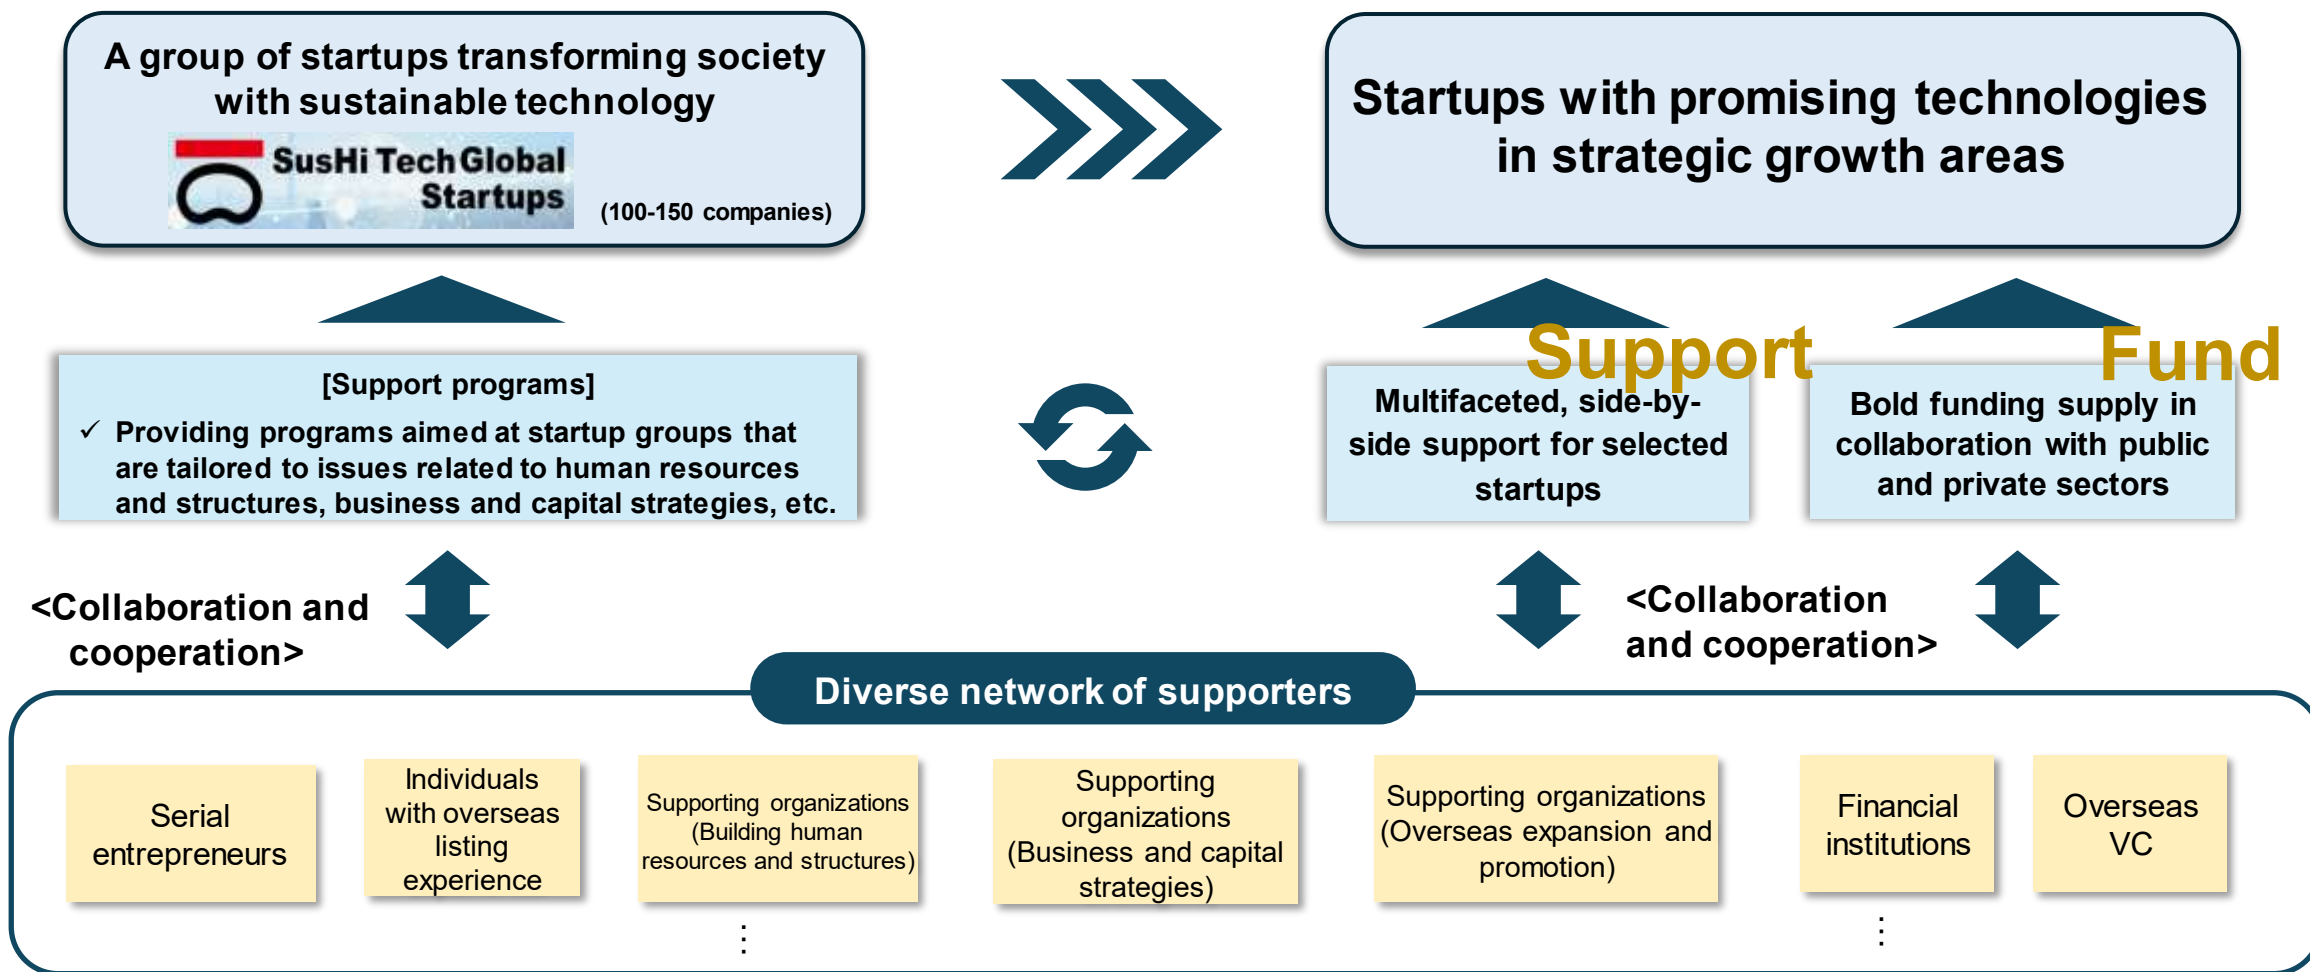 A group of startups transforming society
with sustainable technology
SusHi Tech Global
Startups
(100-150 companies)
Startups with promising technologies
in strategic growth areas
[Support programs]
✓ Providing programs aimed at startup groups that
are tailored to issues related to human resources
and structures, business and capital strategies, etc.
Support
Multifaceted, side-by-
side support for selected
startups
Fund
Bold funding supply in
collaboration with public
and private sectors
<Collaboration and
cooperation>
<Collaboration
and cooperation>
Diverse network of supporters
Serial
entrepreneurs
Individuals
with overseas
listing
experience
Supporting organizations
(Building human
resources and structures)
⋮
Supporting
organizations
(Business and capital
strategies)
Supporting organizations
(Overseas expansion and
promotion)
Financial
institutions
⋮
Overseas
VC